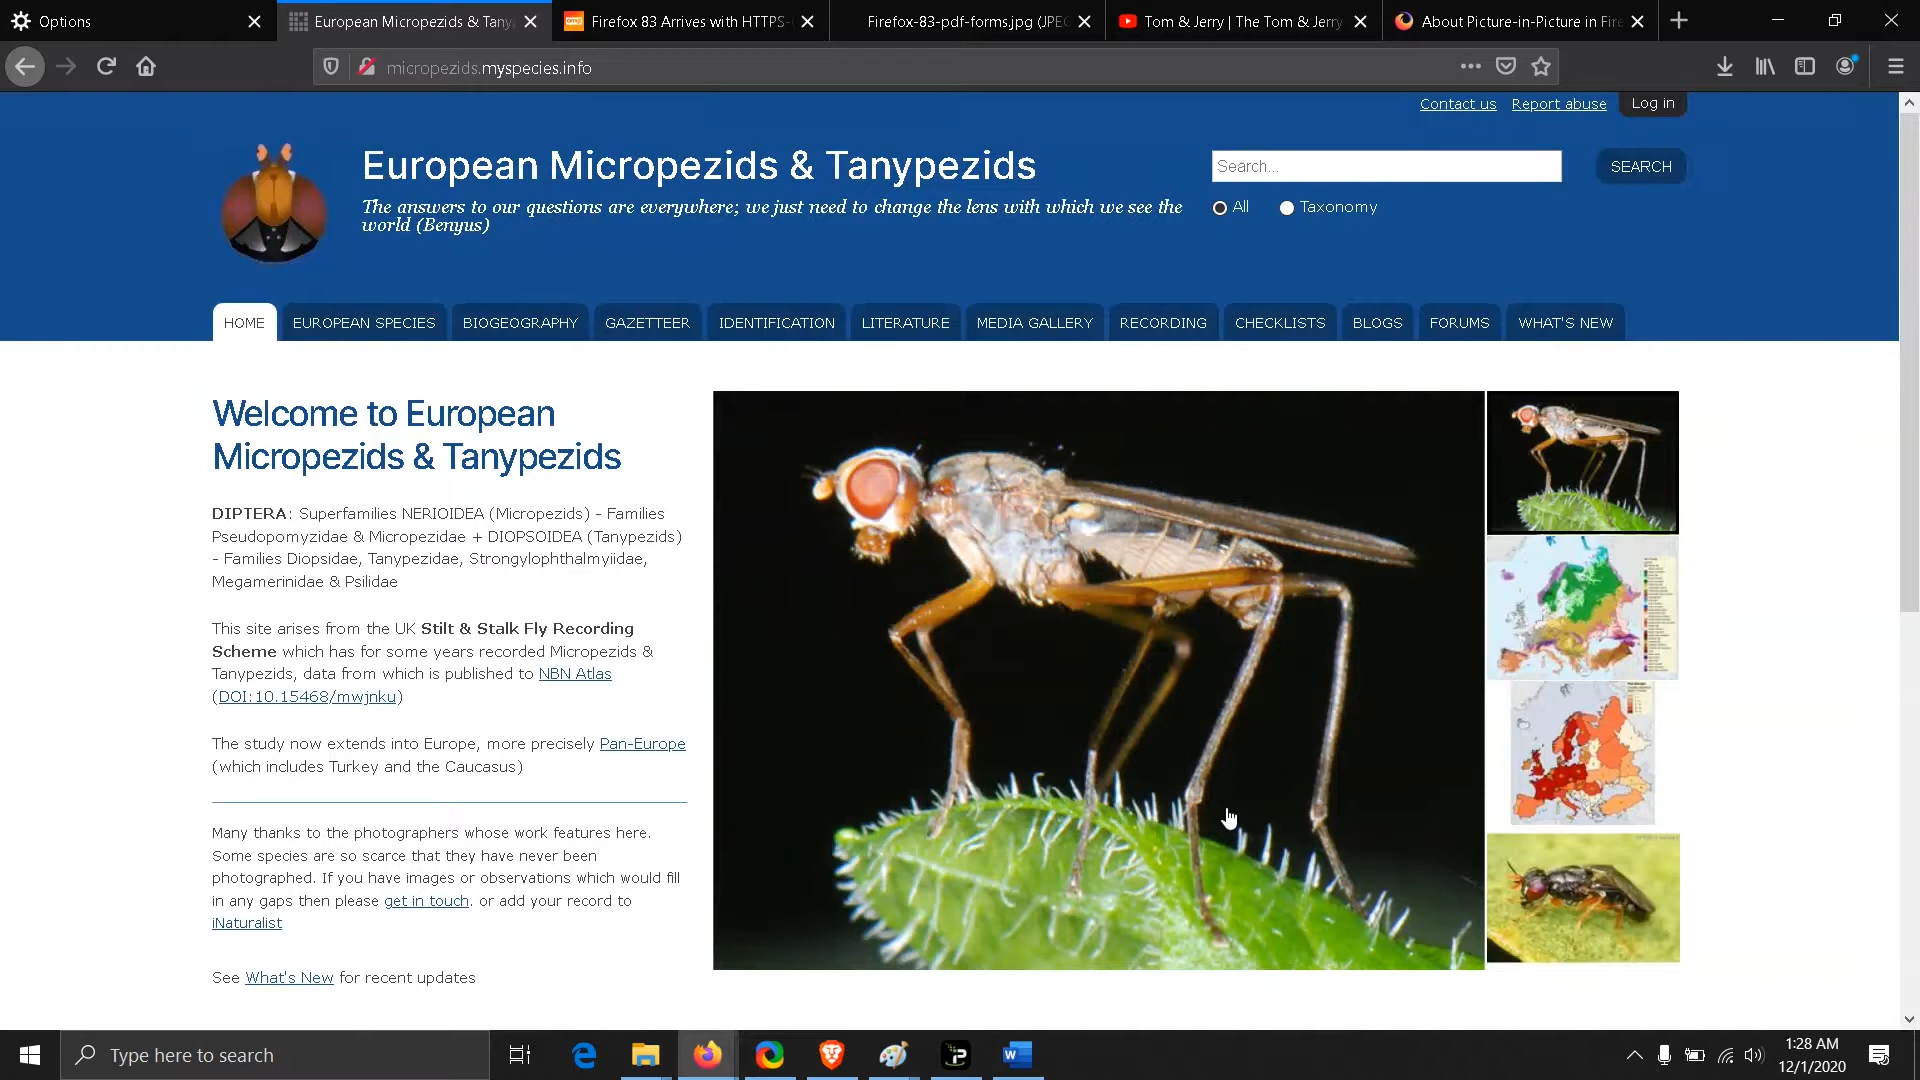 Options
European Micropezids & Tany
Firefox 83 Arrives with HTTPS-
Firefox-83-pdf-forms.jpg (JPEG
Tom & Jerry | The Tom & Jerry
About Picture-in-Picture in Fire
micropezids.myspecies.info
Contact us Report abuse Log in
European Micropezids & Tanypezids
The answers to our questions are everywhere; we just need to change the lens with which we see the
world (Benyus)
Search... SEARCH
All Taxonomy
HOME EUROPEAN SPECIES BIOGEOGRAPHY GAZETTEER IDENTIFICATION LITERATURE MEDIA GALLERY RECORDING CHECKLISTS BLOGS FORUMS WHAT'S NEW
Welcome to European
Micropezids & Tanypezids
DIPTERA: Superfamilies NERIOIDEA (Micropezids) - Families
Pseudopomyzidae & Micropezidae + DIOPSOIDEA (Tanypezids)
- Families Diopsidae, Tanypezidae, Strongylophthalmyiidae,
Megamerinidae & Psilidae
This site arises from the UK Stilt & Stalk Fly Recording
Scheme which has for some years recorded Micropezids &
Tanypezids, data from which is published to NBN Atlas
(DOI:10.15468/mwjnku)
The study now extends into Europe, more precisely Pan-Europe
(which includes Turkey and the Caucasus)
Many thanks to the photographers whose work features here.
Some species are so scarce that they have never been
photographed. If you have images or observations which would fill
in any gaps then please get in touch. or add your record to
iNaturalist
See What's New for recent updates
Type here to search
1:28 AM
12/1/2020